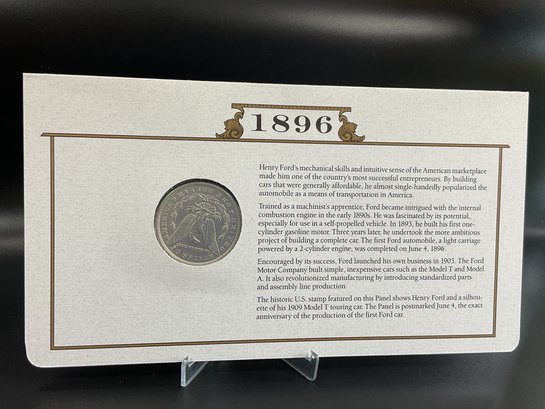 1896
Henry Ford's mechanical skills and intuitive sense of the American marketplace
made him one of the country's most successful entrepreneurs. By building
cars that were generally affordable, he almost single-handedly popularized the
automobile as a means of transportation in America.
Trained as a machinist's apprentice, Ford became intrigued with the internal
combustion engine in the early 1890s. He was fascinated by its potential,
especially for use in a self-propelled vehicle. In 1893, he built his first one-
cylinder gasoline motor. Three years later, he undertook the more ambitious
project of building a complete car. The first Ford automobile, a light carriage
powered by a 2-cylinder engine, was completed on June 4, 1896.
Encouraged by its success, Ford launched his own business in 1903. The Ford
Motor Company built simple, inexpensive cars such as the Model T and Model
A. It also revolutionized manufacturing by introducing standardized parts
and assembly line production.
The historic U.S. stamp featured on this Panel shows Henry Ford and a silhou-
ette of his 1909 Model T touring car. The Panel is postmarked June 4, the exact
anniversary of the production of the first Ford car.